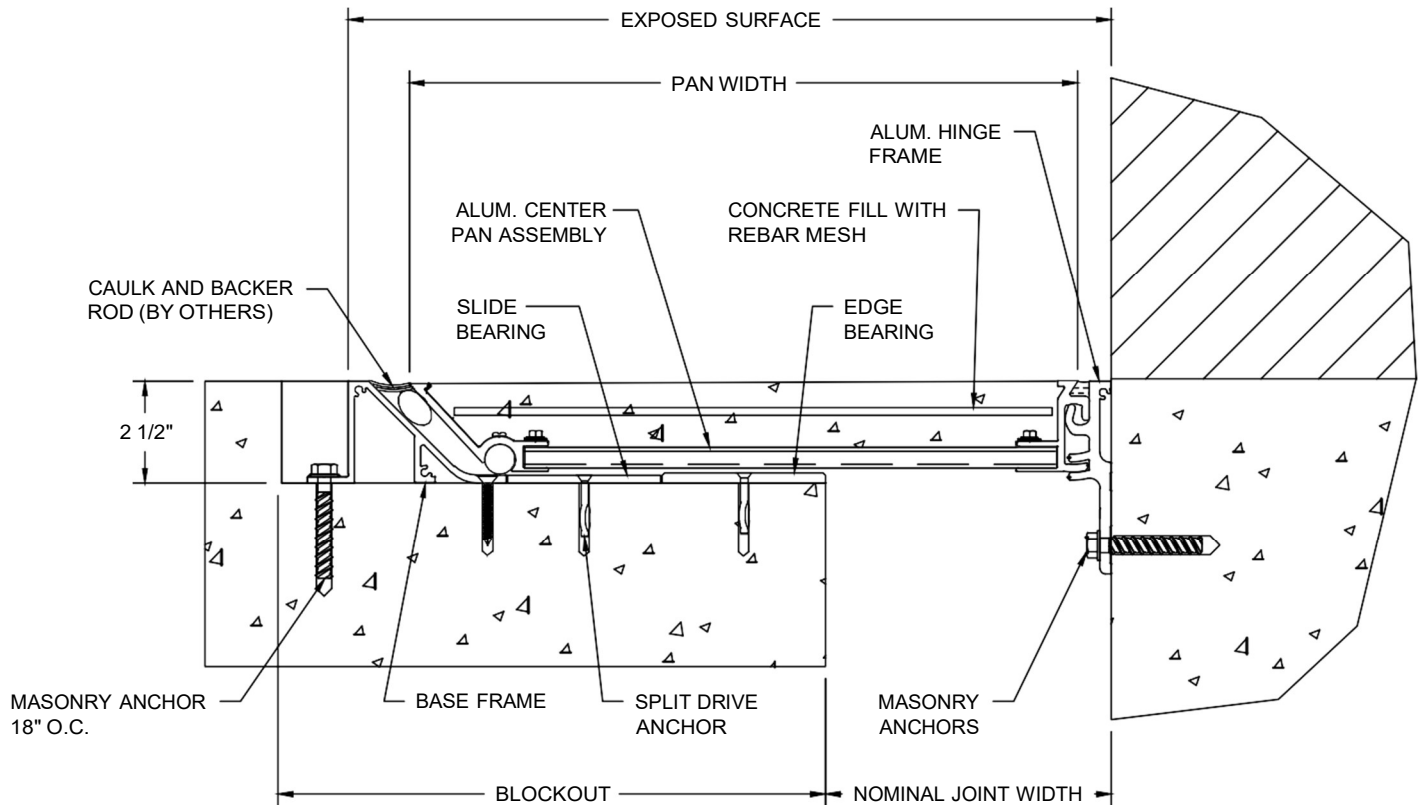 EXPOSED SURFACE
PAN WIDTH
ALUM. HINGE
FRAME
ALUM. CENTER
PAN ASSEMBLY
CONCRETE FILL WITH
REBAR MESH
CAULK AND BACKER
ROD (BY OTHERS)
SLIDE
BEARING
EDGE
BEARING
2 1/2"
MASONRY ANCHOR
18" O.C.
BASE FRAME
SPLIT DRIVE
ANCHOR
MASONRY
ANCHORS
BLOCKOUT
NOMINAL JOINT WIDTH